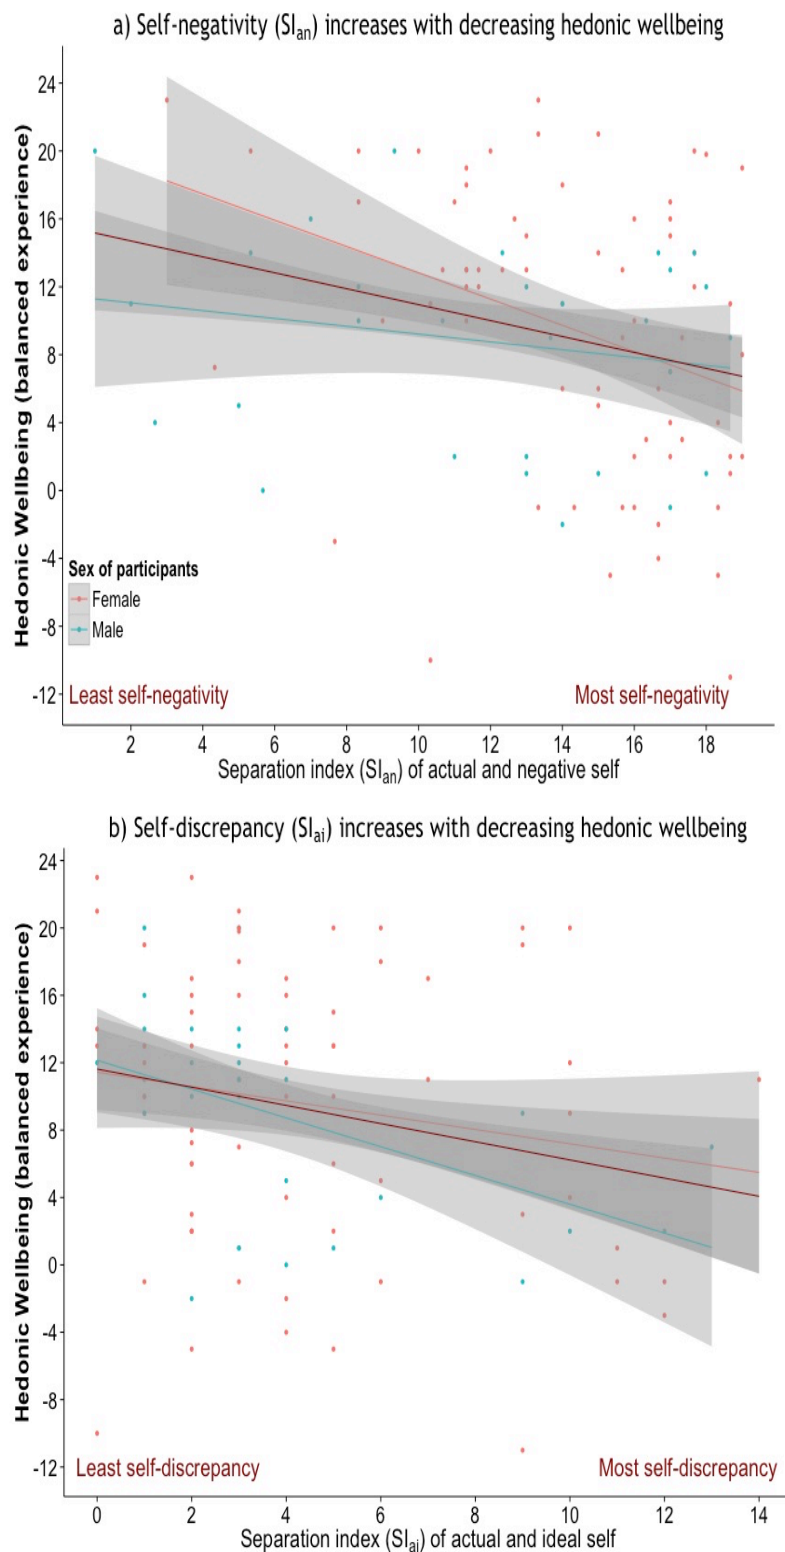 a) Self-negativity (SIan) increases with decreasing hedonic wellbeing
Hedonic Wellbeing (balanced experience)
24
20
16
12
8
4
0
-4
-8
-12
Sex of participants
Female
Male
Least self-negativity
Most self-negativity
2 4 6 8 10 12 14 16 18
Separation index (SIan) of actual and negative self
b) Self-discrepancy (SIai) increases with decreasing hedonic wellbeing
Hedonic Wellbeing (balanced experience)
24
20
16
12
8
4
0
-4
-8
-12
Least self-discrepancy
Most self-discrepancy
0 2 4 6 8 10 12 14
Separation index (SIai) of actual and ideal self